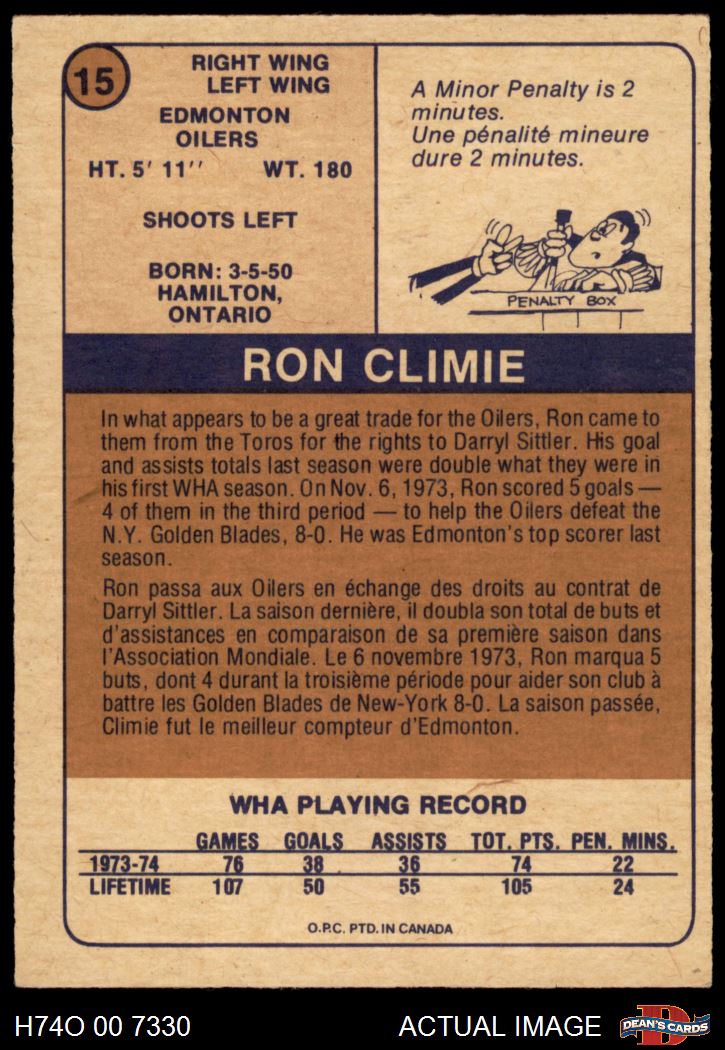 15
RIGHT WING
LEFT WING
EDMONTON
OILERS
HT. 5' 11'' WT. 180
SHOOTS LEFT
BORN: 3-5-50
HAMILTON,
ONTARIO
A Minor Penalty is 2
minutes.
Une pénalité mineure
dure 2 minutes.
PENALTY BOX
RON CLIMIE
In what appears to be a great trade for the Oilers, Ron came to
them from the Toros for the rights to Darryl Sittler. His goal
and assists totals last season were double what they were in
his first WHA season. On Nov. 6, 1973, Ron scored 5 goals —
4 of them in the third period — to help the Oilers defeat the
N.Y. Golden Blades, 8-0. He was Edmonton's top scorer last
season.
Ron passa aux Oilers en échange des droits au contrat de
Darryl Sittler. La saison dernière, il doubla son total de buts et
d'assistances en comparaison de sa première saison dans
l'Association Mondiale. Le 6 novembre 1973, Ron marqua 5
buts, dont 4 durant la troisième période pour aider son club à
battre les Golden Blades de New-York 8-0. La saison passée,
Climie fut le meilleur compteur d'Edmonton.
WHA PLAYING RECORD
GAMES GOALS ASSISTS TOT. PTS. PEN. MINS.
1973-74 76 38 36 74 22
LIFETIME 107 50 55 105 24
O.P.C. PTD. IN CANADA
H74O 00 7330 ACTUAL IMAGE DEAN'S CARDS